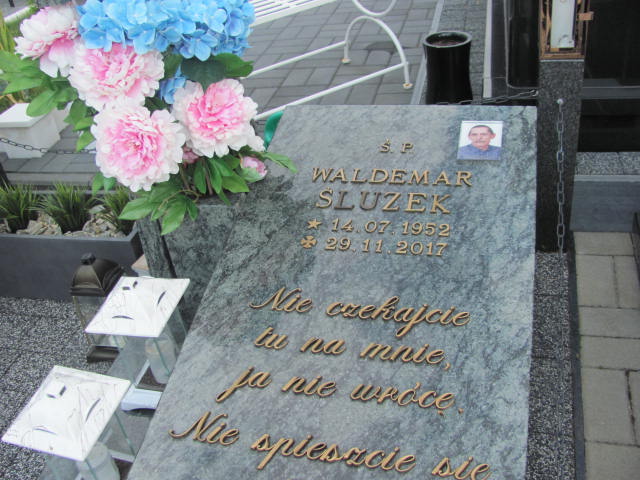 Ś. P.
WALDEMAR
ŚLUZEK
14.07.1952
29.11.2017
Nie czekajcie
tu na mnie,
ja nie wrócę.
Nie spieszcie się